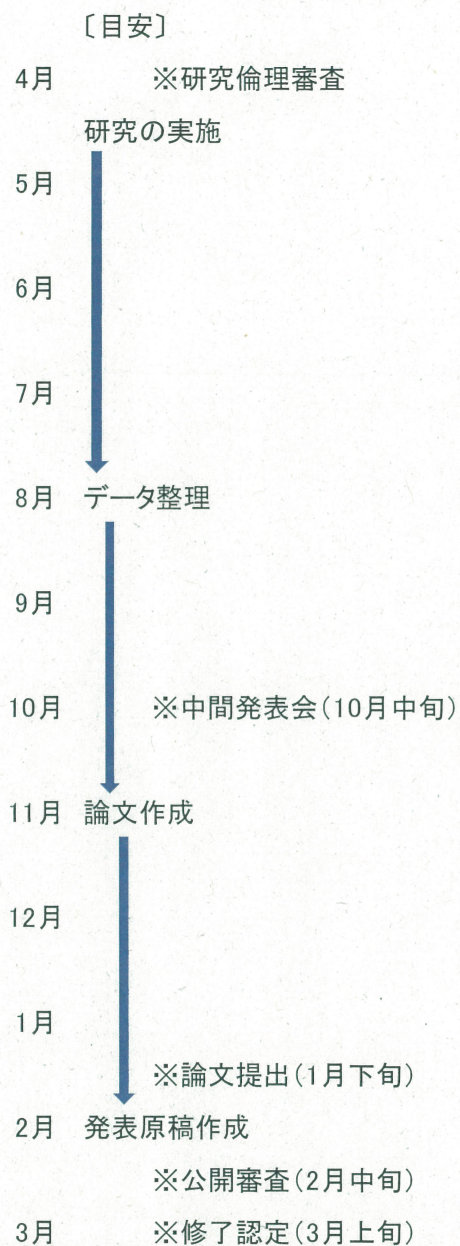 〔目安〕
4月 ※研究倫理審査
研究の実施
5月
6月
7月
8月 データ整理
9月
10月 ※中間発表会(10月中旬)
11月 論文作成
12月
1月
※論文提出(1月下旬)
2月 発表原稿作成
※公開審査(2月中旬)
3月 ※修了認定(3月上旬)